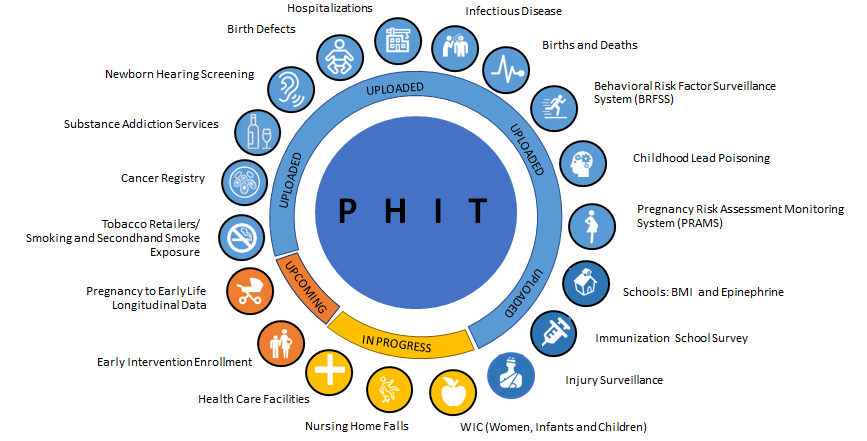 Hospitalizations
Infectious Disease
Birth Defects
Births and Deaths
Newborn Hearing Screening
Behavioral Risk Factor Surveillance
System (BRFSS)
Substance Addiction Services
Childhood Lead Poisoning
Cancer Registry
Pregnancy Risk Assessment Monitoring
System (PRAMS)
Tobacco Retailers/
Smoking and Secondhand Smoke
Exposure
Schools: BMI and Epinephrine
Pregnancy to Early Life
Longitudinal Data
Immunization School Survey
Early Intervention Enrollment
Injury Surveillance
Health Care Facilities
Nursing Home Falls
WIC (Women, Infants and Children)
UPLOADED
UPLOADED
UPLOADED
UPLOADED
UPCOMING
IN PROGRESS
PHIT